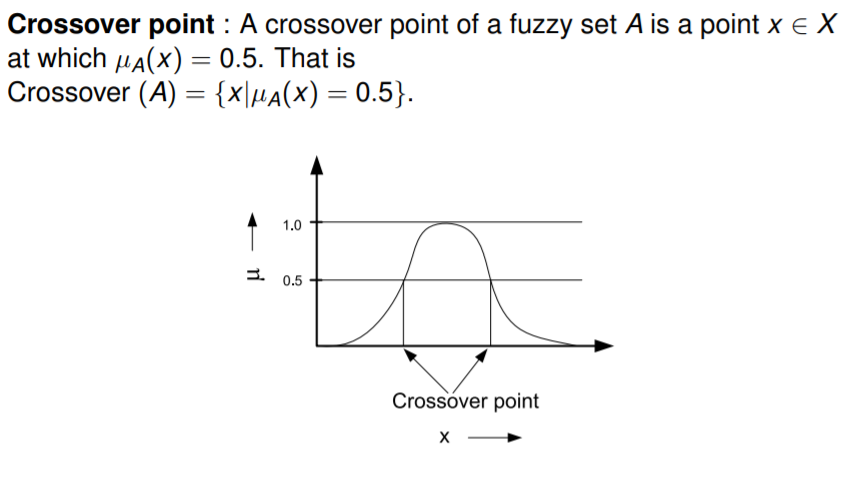 Crossover point : A crossover point of a fuzzy set A is a point x ∈ X
at which μA(x) = 0.5. That is
Crossover (A) = {x|μA(x) = 0.5}.
1.0
μ
0.5
Crossover point
x